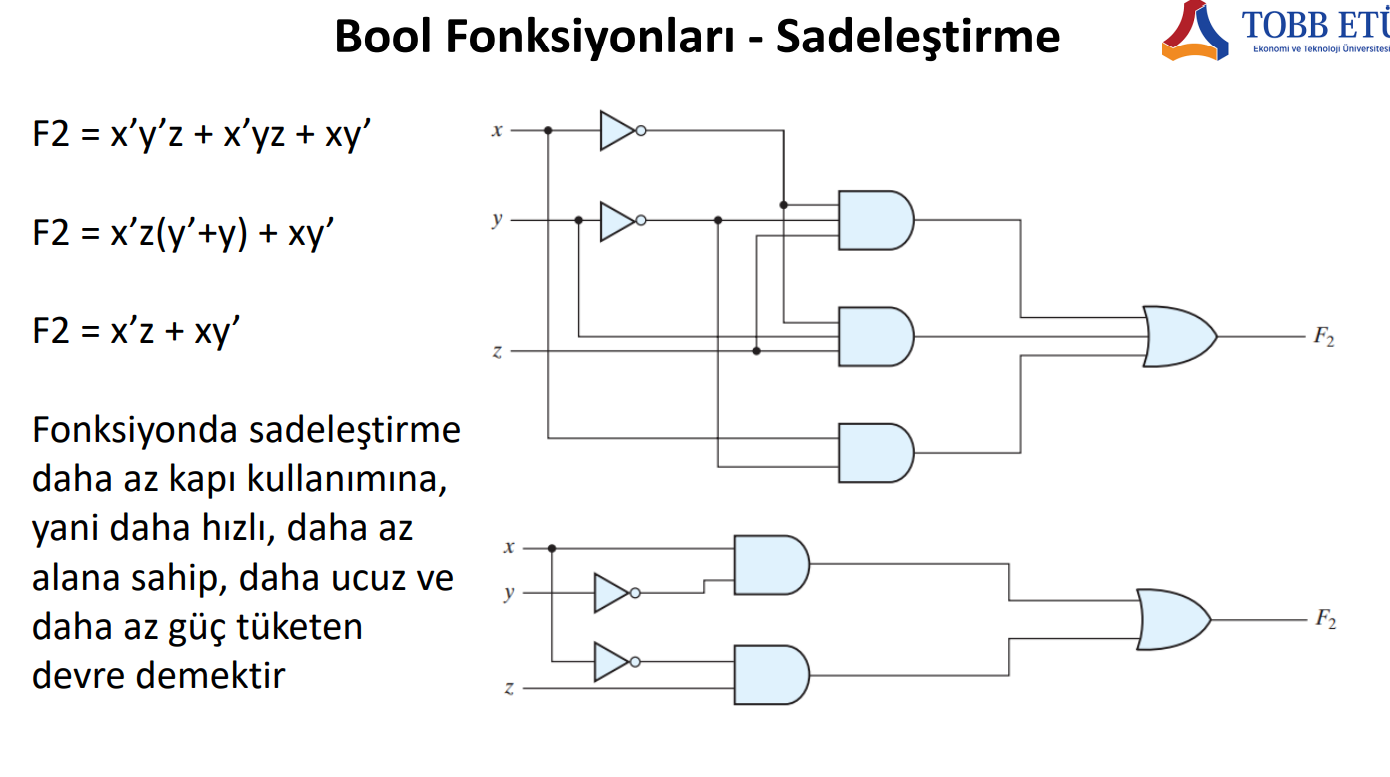 Bool Fonksiyonları - Sadeleştirme
TOBB ETÜ
Ekonomi ve Teknoloji Üniversitesi
F2 = x’y’z + x’yz + xy’
F2 = x’z(y’+y) + xy’
F2 = x’z + xy’
Fonksiyonda sadeleştirme
daha az kapı kullanımına,
yani daha hızlı, daha az
alana sahip, daha ucuz ve
daha az güç tüketen
devre demektir
x
y
z
F2
x
y
z
F2